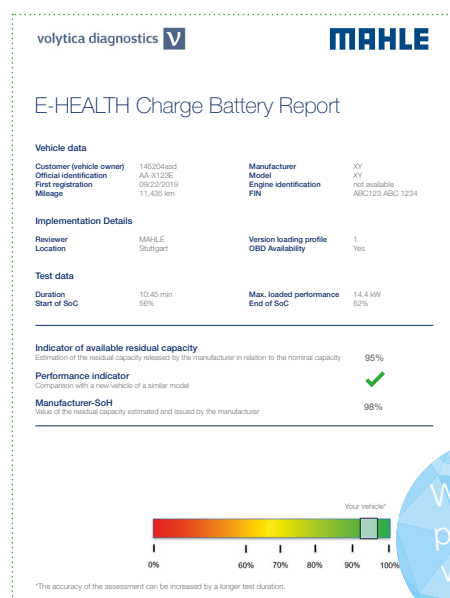 volytica diagnostics V
MAHLE
E-HEALTH Charge Battery Report
Vehicle data
Customer (vehicle owner) 145204asd Manufacturer XY
Official identification AA-X123E Model XY
First registration 09/22/2019 Engine identification not available
Mileage 11,435 km FIN ABC123 ABC 1234
Implementation Details
Reviewer MAHLE Version loading profile 1
Location Stuttgart OBD Availability Yes
Test data
Duration 10:45 min Max. loaded performance 14.4 kW
Start of SoC 56% End of SoC 62%
Indicator of available residual capacity
Estimation of the residual capacity released by the manufacturer in relation to the nominal capacity 95%
Performance indicator
Comparison with a new vehicle of a similar model
Manufacturer-SoH
Value of the residual capacity estimated and issued by the manufacturer 98%
Your vehicle*
0% 60% 70% 80% 90% 100%
*The accuracy of the assessment can be increased by a longer test duration.